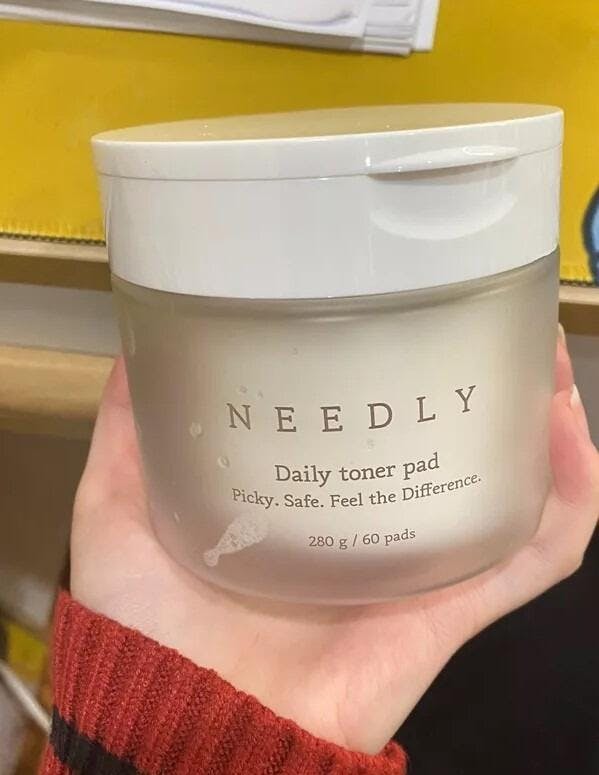 NEEDLY
Daily toner pad
Picky. Safe. Feel the Difference.
280 g / 60 pads